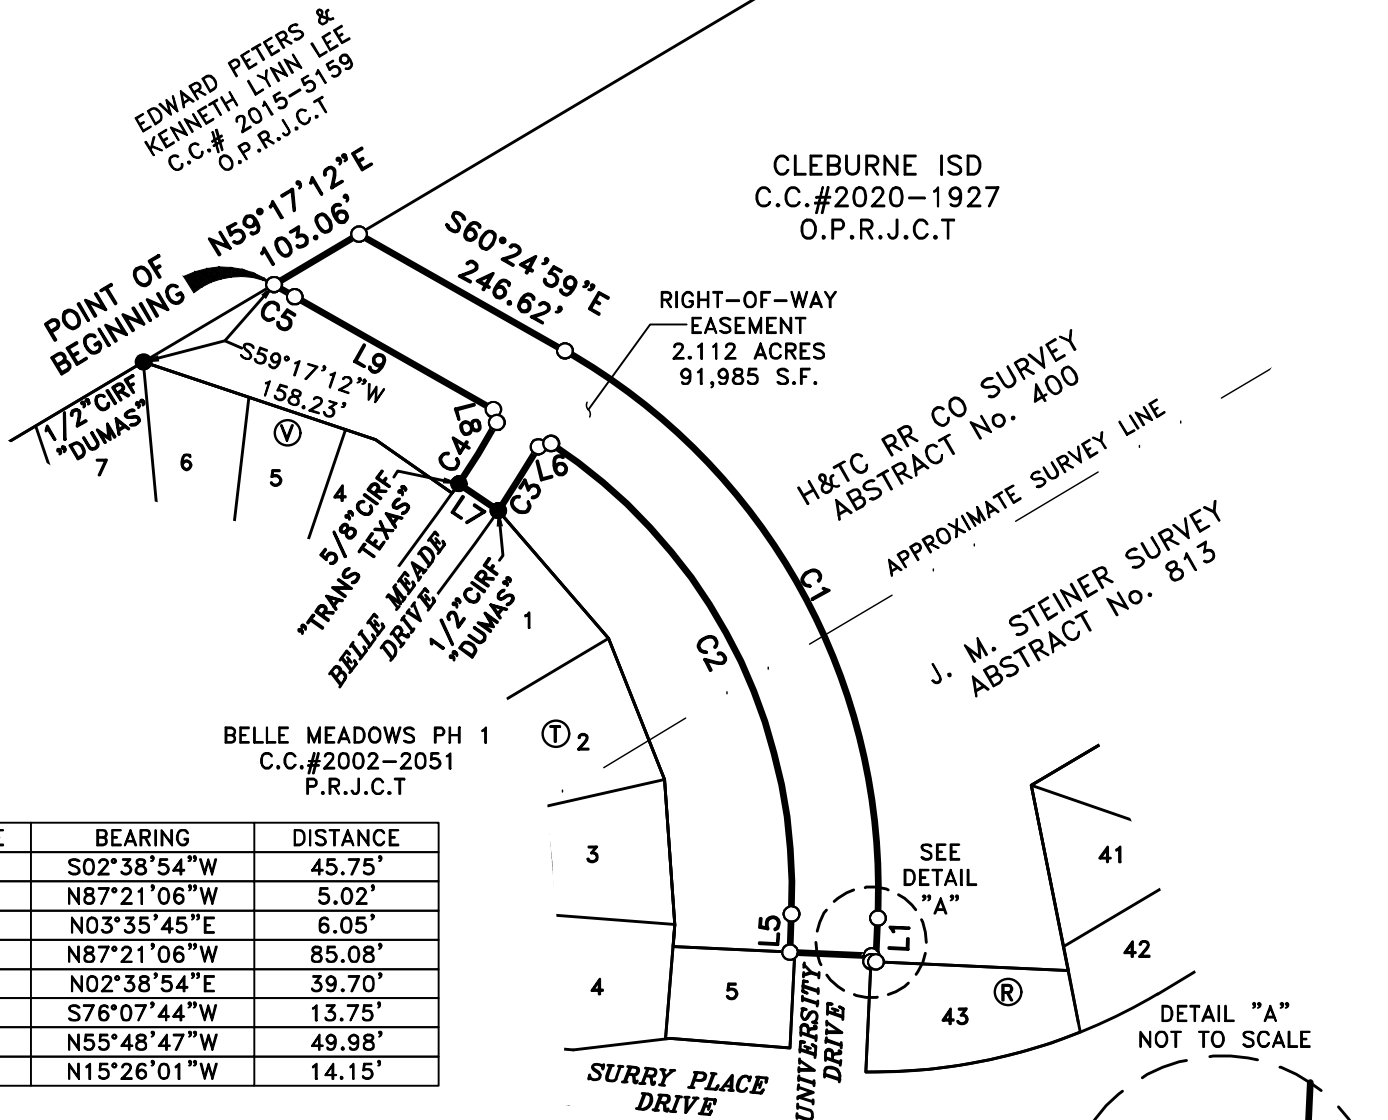 EDWARD PETERS &
KENNETH LYNN LEE
C.C.# 2015-5159
O.P.R.J.C.T
CLEBURNE ISD
C.C.#2020-1927
O.P.R.J.C.T
N59°17'12"E
103.06'
S60°24'59"E
246.62'
POINT OF
BEGINNING
C5
L9
S59°17'12"W
158.23'
RIGHT-OF-WAY
EASEMENT
2.112 ACRES
91,985 S.F.
H&TC RR CO SURVEY
ABSTRACT No. 400
APPROXIMATE SURVEY LINE
J. M. STEINER SURVEY
ABSTRACT No. 813
1/2"CIRF
"DUMAS"
7
6
V
5
4
L8
C4
L7
C3
L6
5/8"CIRF
"TRANS TEXAS"
BELLE MEADE
DRIVE
1/2"CIRF
"DUMAS"
1
C1
C2
BELLE MEADOWS PH 1
C.C.#2002-2051
P.R.J.C.T
T
2
3
4
5
L5
L1
SEE
DETAIL
"A"
41
42
43
R
UNIVERSITY
DRIVE
SURRY PLACE
DRIVE
DETAIL "A"
NOT TO SCALE
E BEARING DISTANCE
S02°38'54"W 45.75'
N87°21'06"W 5.02'
N03°35'45"E 6.05'
N87°21'06"W 85.08'
N02°38'54"E 39.70'
S76°07'44"W 13.75'
N55°48'47"W 49.98'
N15°26'01"W 14.15'